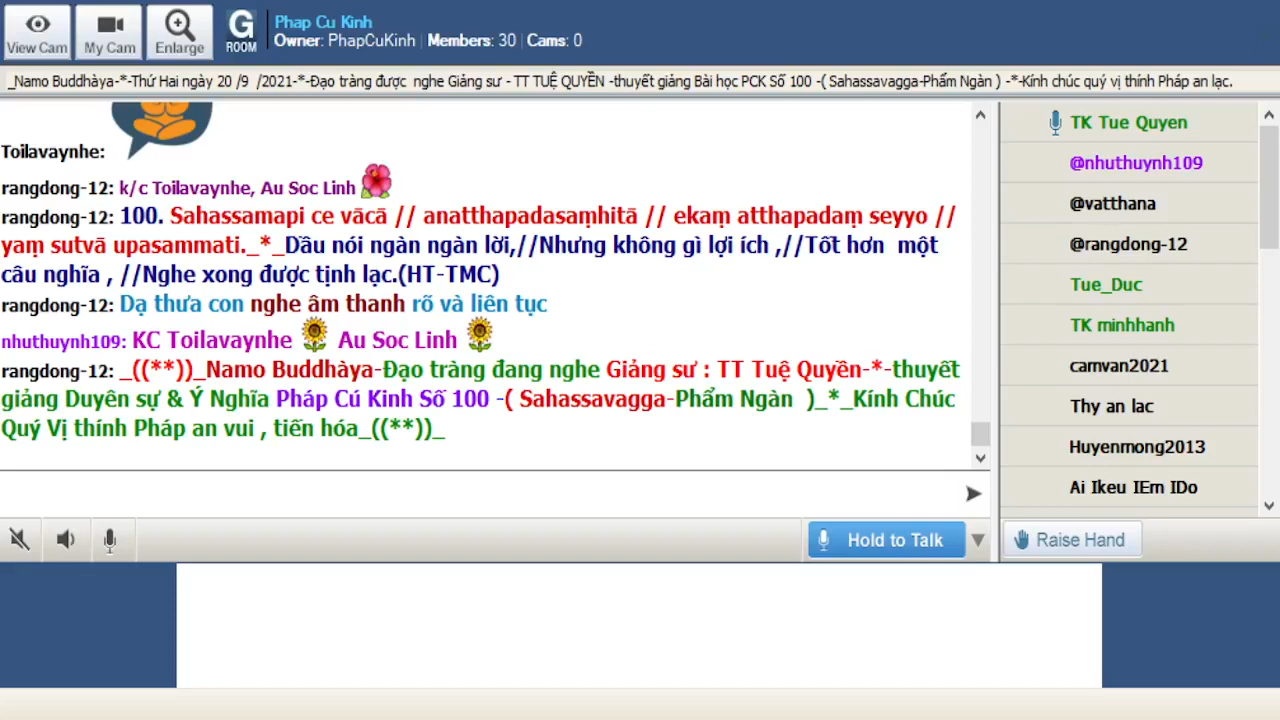 View Cam
My Cam
Enlarge
G
ROOM
Phap Cu Kinh
Owner: PhapCuKinh | Members: 30 | Cams: 0
_Namo Buddhàya-*-Thứ Hai ngày 20 /9 /2021-*-Đạo tràng được nghe Giảng sư - TT TUỆ QUYỀN -thuyết giảng Bài học PCK Số 100 -( Sahassavagga-Phẩm Ngàn ) -*-Kính chúc quý vị thính Pháp an lạc.
Toilavaynhe:
rangdong-12: k/c Toilavaynhe, Au Soc Linh
rangdong-12: 100. Sahassamapi ce vācā // anatthapadasaṃhitā // ekaṃ atthapadaṃ seyyo //
yaṃ sutvā upasammati._*_Dầu nói ngàn ngàn lời,//Nhưng không gì lợi ích ,//Tốt hơn một
câu nghĩa , //Nghe xong được tịnh lạc.(HT-TMC)
rangdong-12: Dạ thưa con nghe âm thanh rõ và liên tục
nhuthuynh109: KC Toilavaynhe Au Soc Linh
rangdong-12: _((**))_Namo Buddhàya-Đạo tràng đang nghe Giảng sư : TT Tuệ Quyền-*-thuyết
giảng Duyên sự & Ý Nghĩa Pháp Cú Kinh Số 100 -( Sahassavagga-Phẩm Ngàn )_*_Kính Chúc
Quý Vị thính Pháp an vui , tiến hóa_((**))_
Hold to Talk
TK Tue Quyen
@nhuthuynh109
@vatthana
@rangdong-12
Tue_Duc
TK minhhanh
camvan2021
Thy an lac
Huyenmong2013
Ai Ikeu IEm IDo
Raise Hand